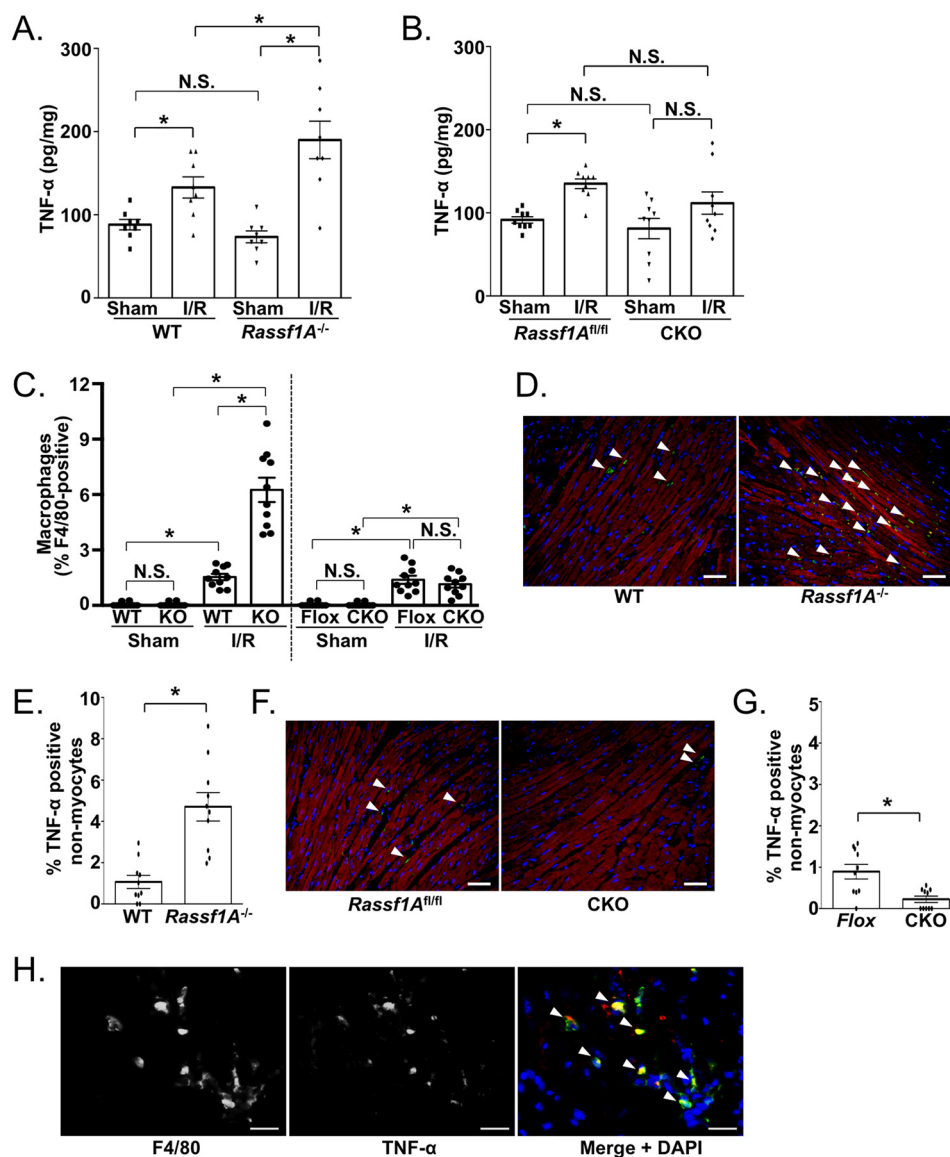 A.
*
*
N.S.
*
TNF-α (pg/mg)
300
200
100
0
Sham I/R Sham I/R
WT Rassf1A-/-
B.
N.S.
N.S.
N.S.
*
TNF-α (pg/mg)
300
200
100
0
Sham I/R Sham I/R
Rassf1Afl/fl CKO
C.
Macrophages
(% F4/80-positive)
12
9
6
3
0
*
*
*
N.S.
*
*
N.S.
N.S.
WT KO WT KO Flox CKO Flox CKO
Sham I/R Sham I/R
D.
WT Rassf1A-/-
E.
% TNF-α positive
non-myocytes
10
8
6
4
2
0
*
WT Rassf1A-/-
F.
Rassf1Afl/fl CKO
G.
% TNF-α positive
non-myocytes
5
4
3
2
1
0
*
Flox CKO
H.
F4/80 TNF-α Merge + DAPI